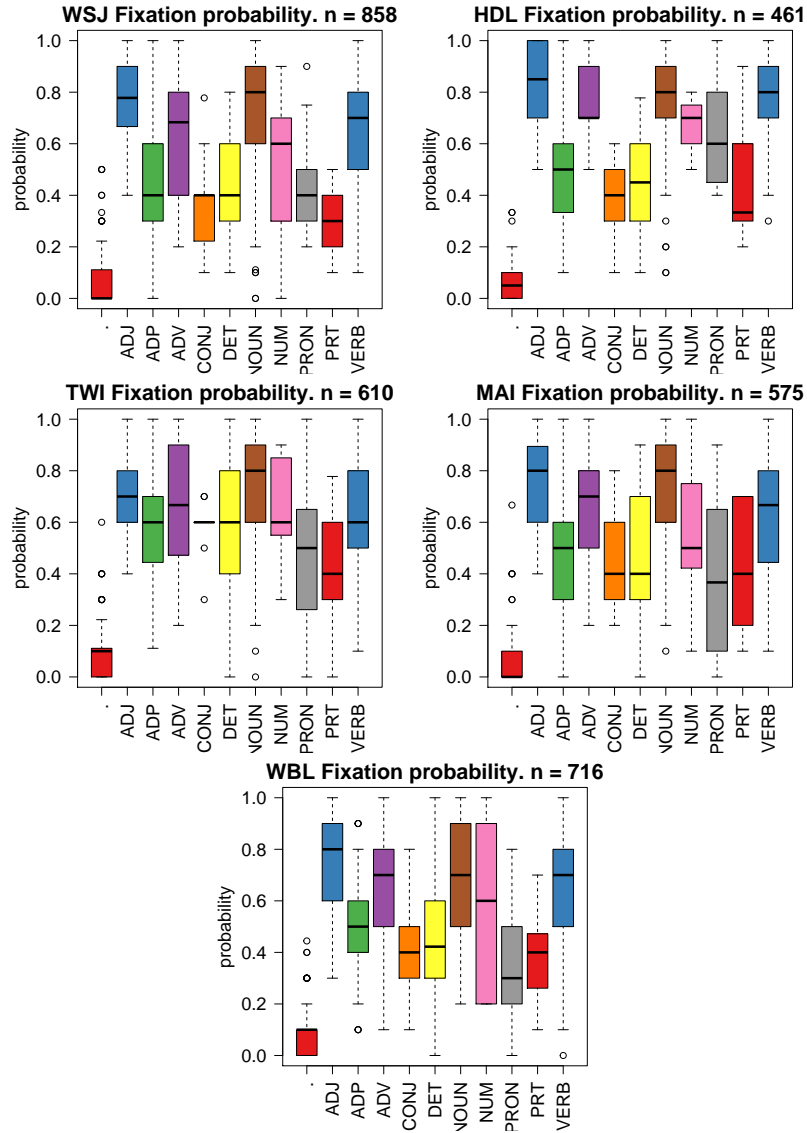 WSJ Fixation probability. n = 858
probability
1.0
0.8
0.6
0.4
0.2
0.0
. ADJ ADP ADV CONJ DET NOUN NUM PRON PRT VERB
HDL Fixation probability. n = 461
probability
1.0
0.8
0.6
0.4
0.2
0.0
. ADJ ADP ADV CONJ DET NOUN NUM PRON PRT VERB
TWI Fixation probability. n = 610
probability
1.0
0.8
0.6
0.4
0.2
0.0
. ADJ ADP ADV CONJ DET NOUN NUM PRON PRT VERB
MAI Fixation probability. n = 575
probability
1.0
0.8
0.6
0.4
0.2
0.0
. ADJ ADP ADV CONJ DET NOUN NUM PRON PRT VERB
WBL Fixation probability. n = 716
probability
1.0
0.8
0.6
0.4
0.2
0.0
. ADJ ADP ADV CONJ DET NOUN NUM PRON PRT VERB